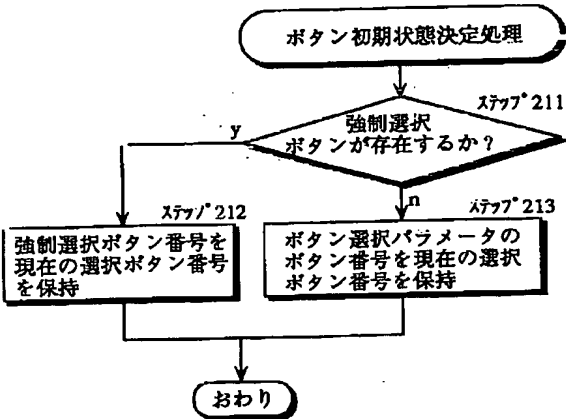 ボタン初期状態決定処理
ステップ211
強制選択
ボタンが存在するか?
y
n
ステップ212
ステップ213
強制選択ボタン番号を
現在の選択ボタン番号
を保持
ボタン選択パラメータの
ボタン番号を現在の選択
ボタン番号を保持
おわり